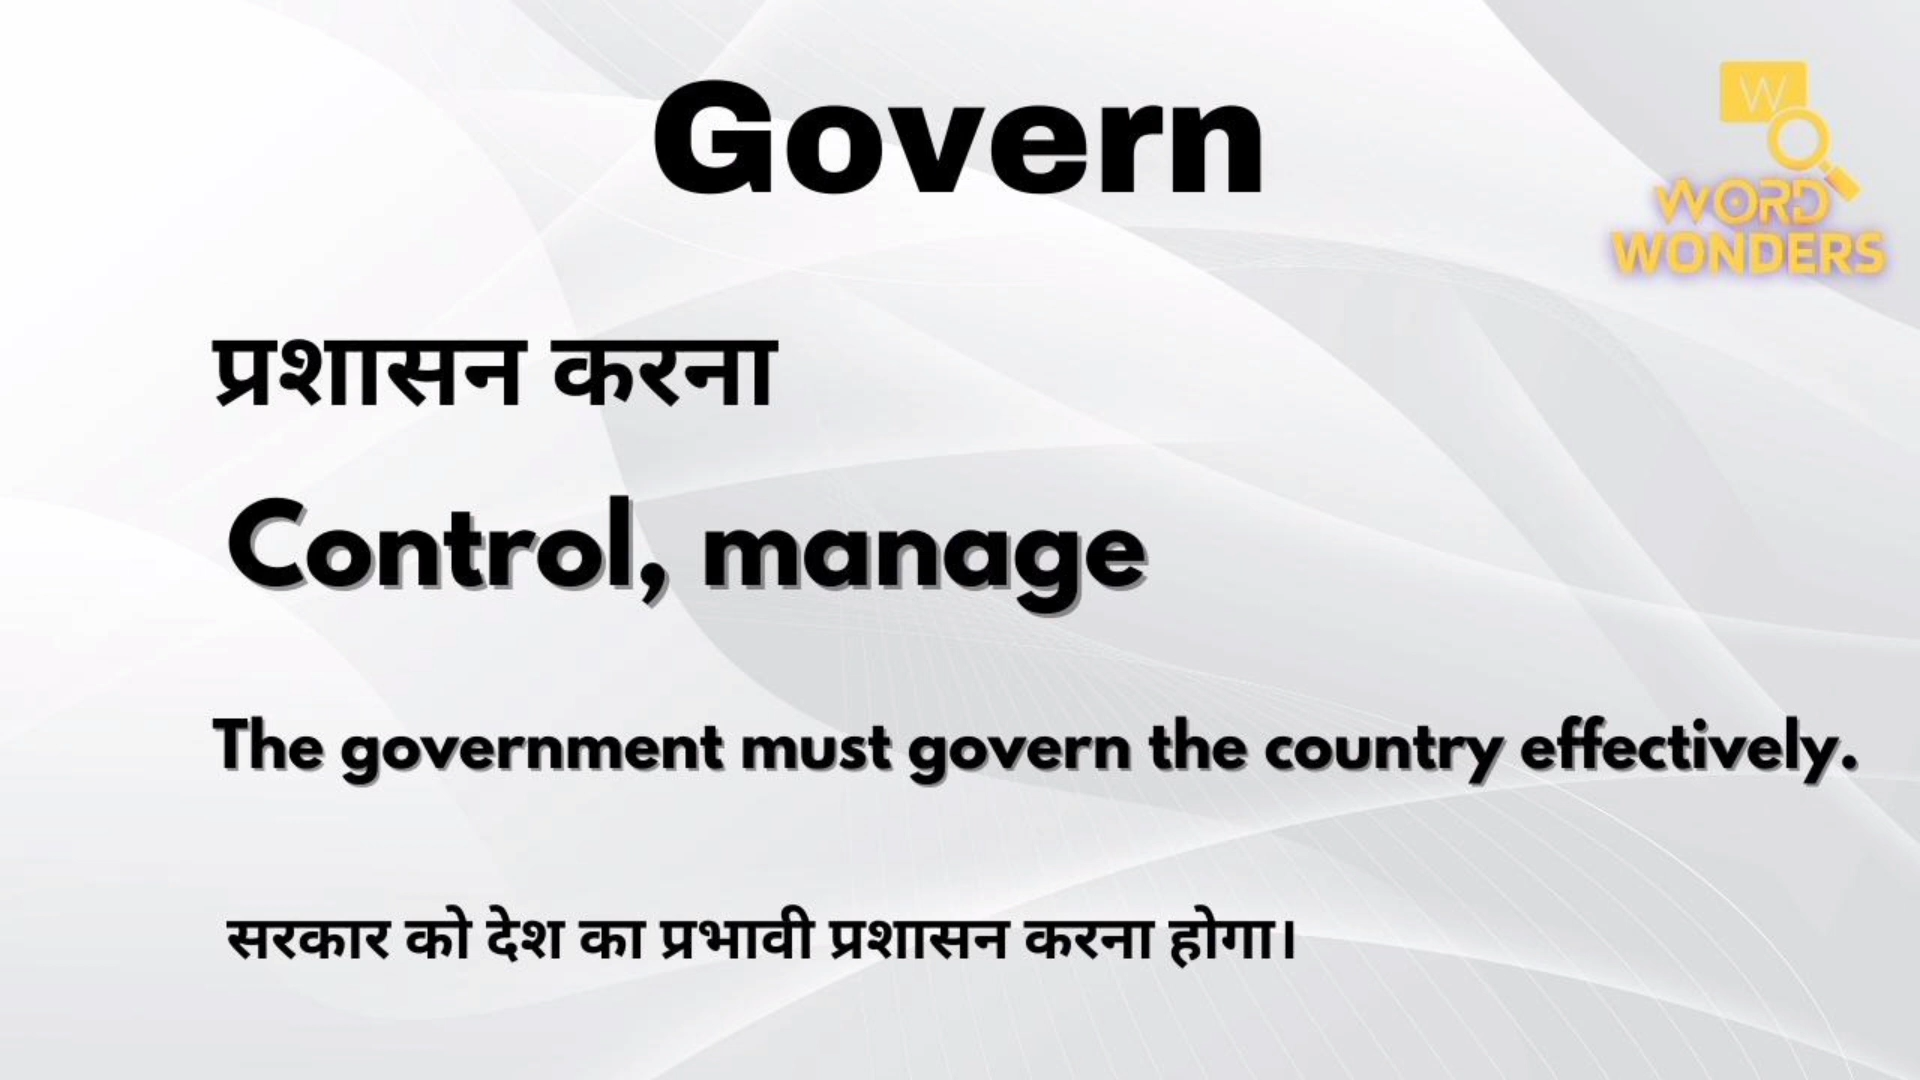 Govern
W
WORD
WONDERS
प्रशासन करना
Control, manage
The government must govern the country effectively.
सरकार को देश का प्रभावी प्रशासन करना होगा।